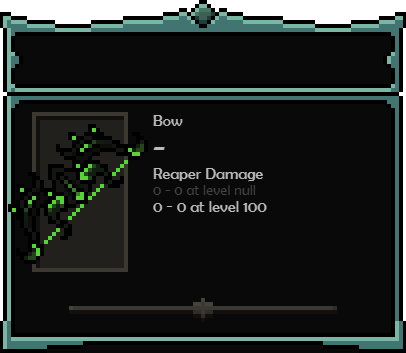 Bow
–
Reaper Damage
0 - 0 at level null
0 - 0 at level 100